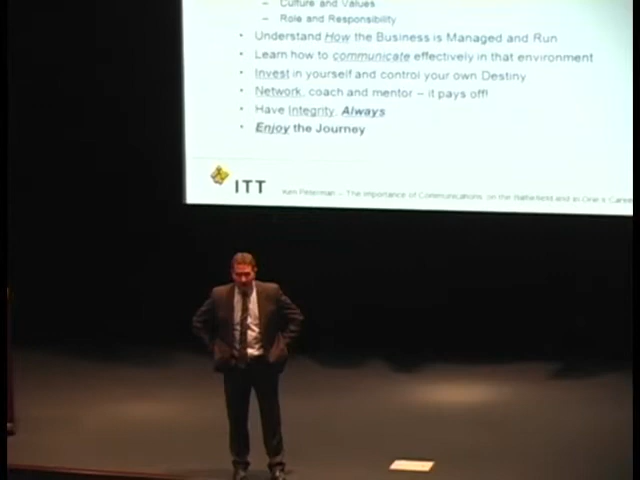 – Culture and Values
– Role and Responsibility
• Understand How the Business is Managed and Run
• Learn how to communicate effectively in that environment
• Invest in yourself and control your own Destiny
• Network, coach and mentor – it pays off!
• Have Integrity, Always
• Enjoy the Journey
ITT
Ken Peterman – The Importance of Communications, on the Battlefield and in One's Career